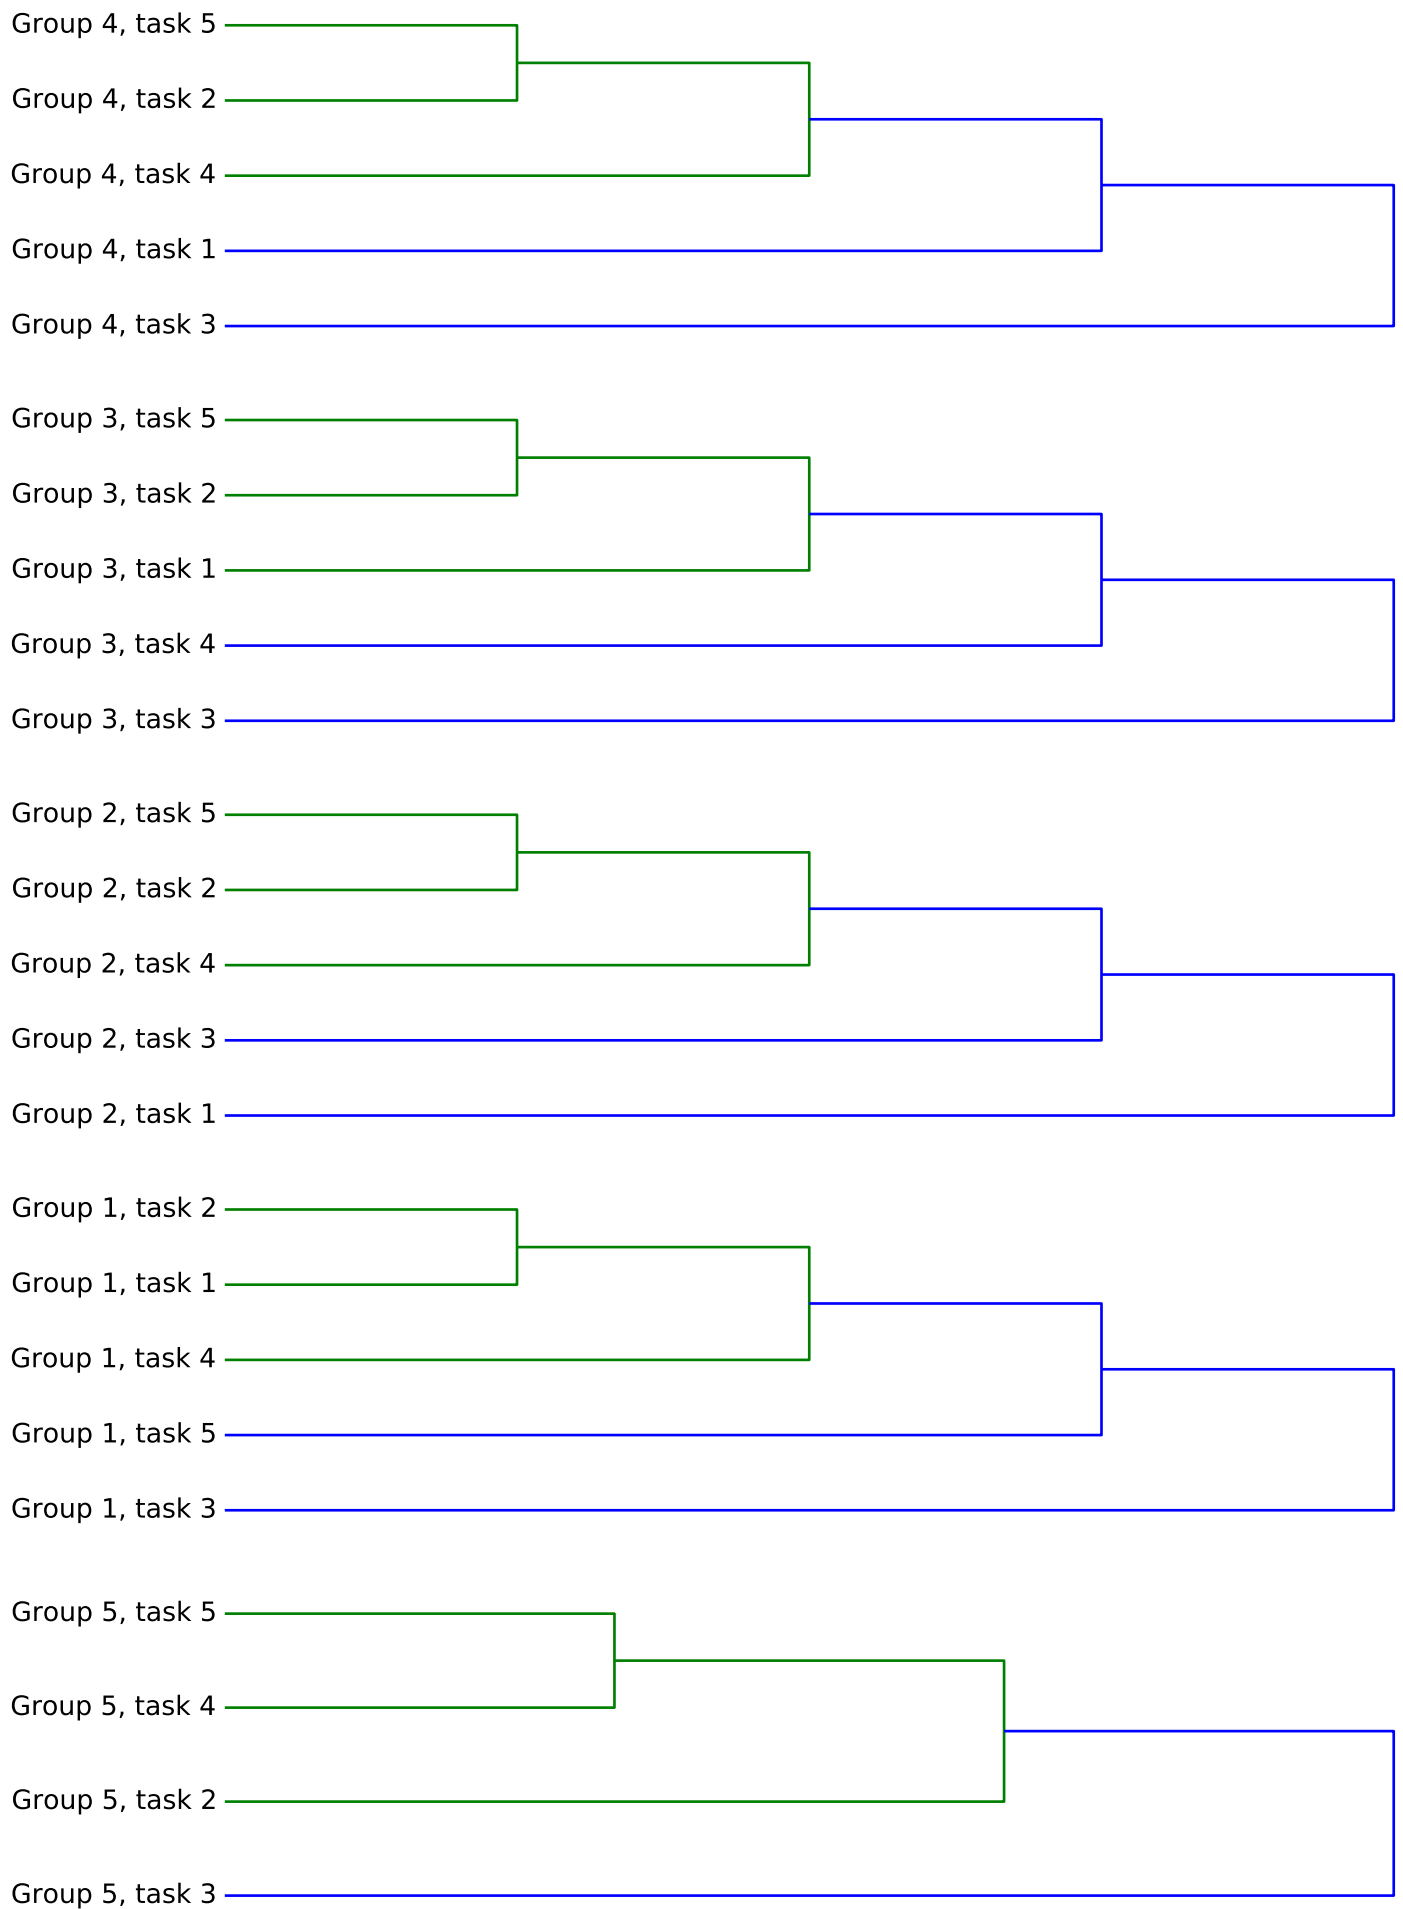 Group 4, task 5
Group 4, task 2
Group 4, task 4
Group 4, task 1
Group 4, task 3
Group 3, task 5
Group 3, task 2
Group 3, task 1
Group 3, task 4
Group 3, task 3
Group 2, task 5
Group 2, task 2
Group 2, task 4
Group 2, task 3
Group 2, task 1
Group 1, task 2
Group 1, task 1
Group 1, task 4
Group 1, task 5
Group 1, task 3
Group 5, task 5
Group 5, task 4
Group 5, task 2
Group 5, task 3